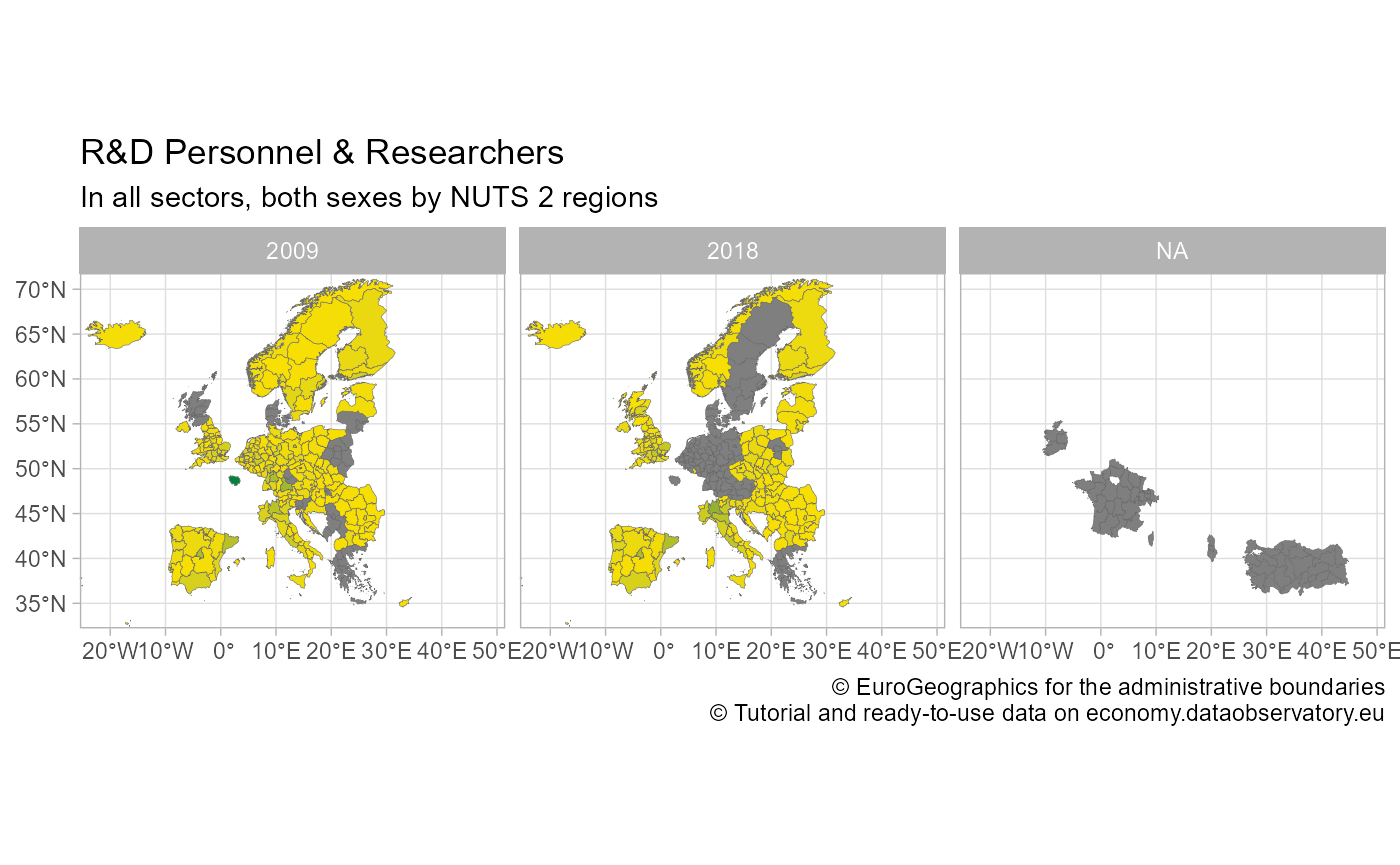 R&D Personnel & Researchers
In all sectors, both sexes by NUTS 2 regions
2009 2018 NA
70°N
65°N
60°N
55°N
50°N
45°N
40°N
35°N
20°W 10°W 0° 10°E 20°E 30°E 40°E 50°E 20°W 10°W 0° 10°E 20°E 30°E 40°E 50°E 20°W 10°W 0° 10°E 20°E 30°E 40°E 50°E
© EuroGeographics for the administrative boundaries
© Tutorial and ready-to-use data on economy.dataobservatory.eu